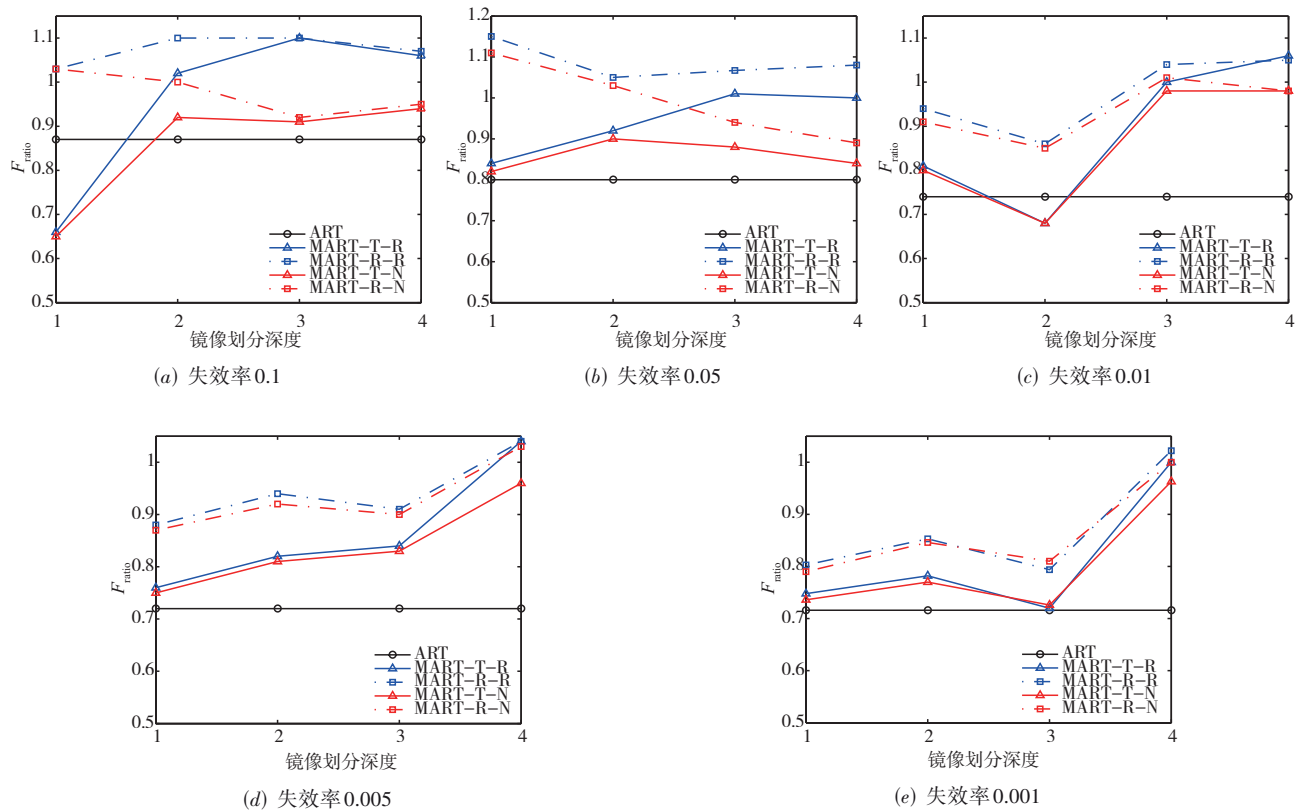 1.1
1
0.9
0.8
0.7
0.6
0.5
F_ratio
ART
MART-T-R
MART-R-R
MART-T-N
MART-R-N
1 2 3 4
镜像划分深度
(a) 失效率0.1
1.2
1.1
1
0.9
0.8
0.7
0.6
0.5
F_ratio
ART
MART-T-R
MART-R-R
MART-T-N
MART-R-N
1 2 3 4
镜像划分深度
(b) 失效率0.05
1.1
1
0.9
0.8
0.7
0.6
0.5
F_ratio
ART
MART-T-R
MART-R-R
MART-T-N
MART-R-N
1 2 3 4
镜像划分深度
(c) 失效率0.01
1
0.9
0.8
0.7
0.6
0.5
F_ratio
ART
MART-T-R
MART-R-R
MART-T-N
MART-R-N
1 2 3 4
镜像划分深度
(d) 失效率0.005
1
0.9
0.8
0.7
0.6
0.5
F_ratio
ART
MART-T-R
MART-R-R
MART-T-N
MART-R-N
1 2 3 4
镜像划分深度
(e) 失效率0.001